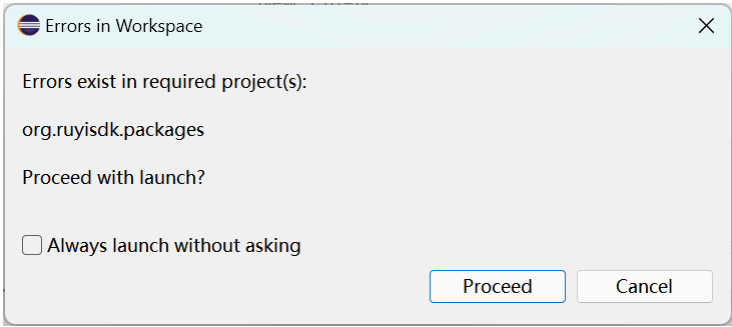 Errors in Workspace
Errors exist in required project(s):
org.ruyisdk.packages
Proceed with launch?
Always launch without asking
Proceed
Cancel